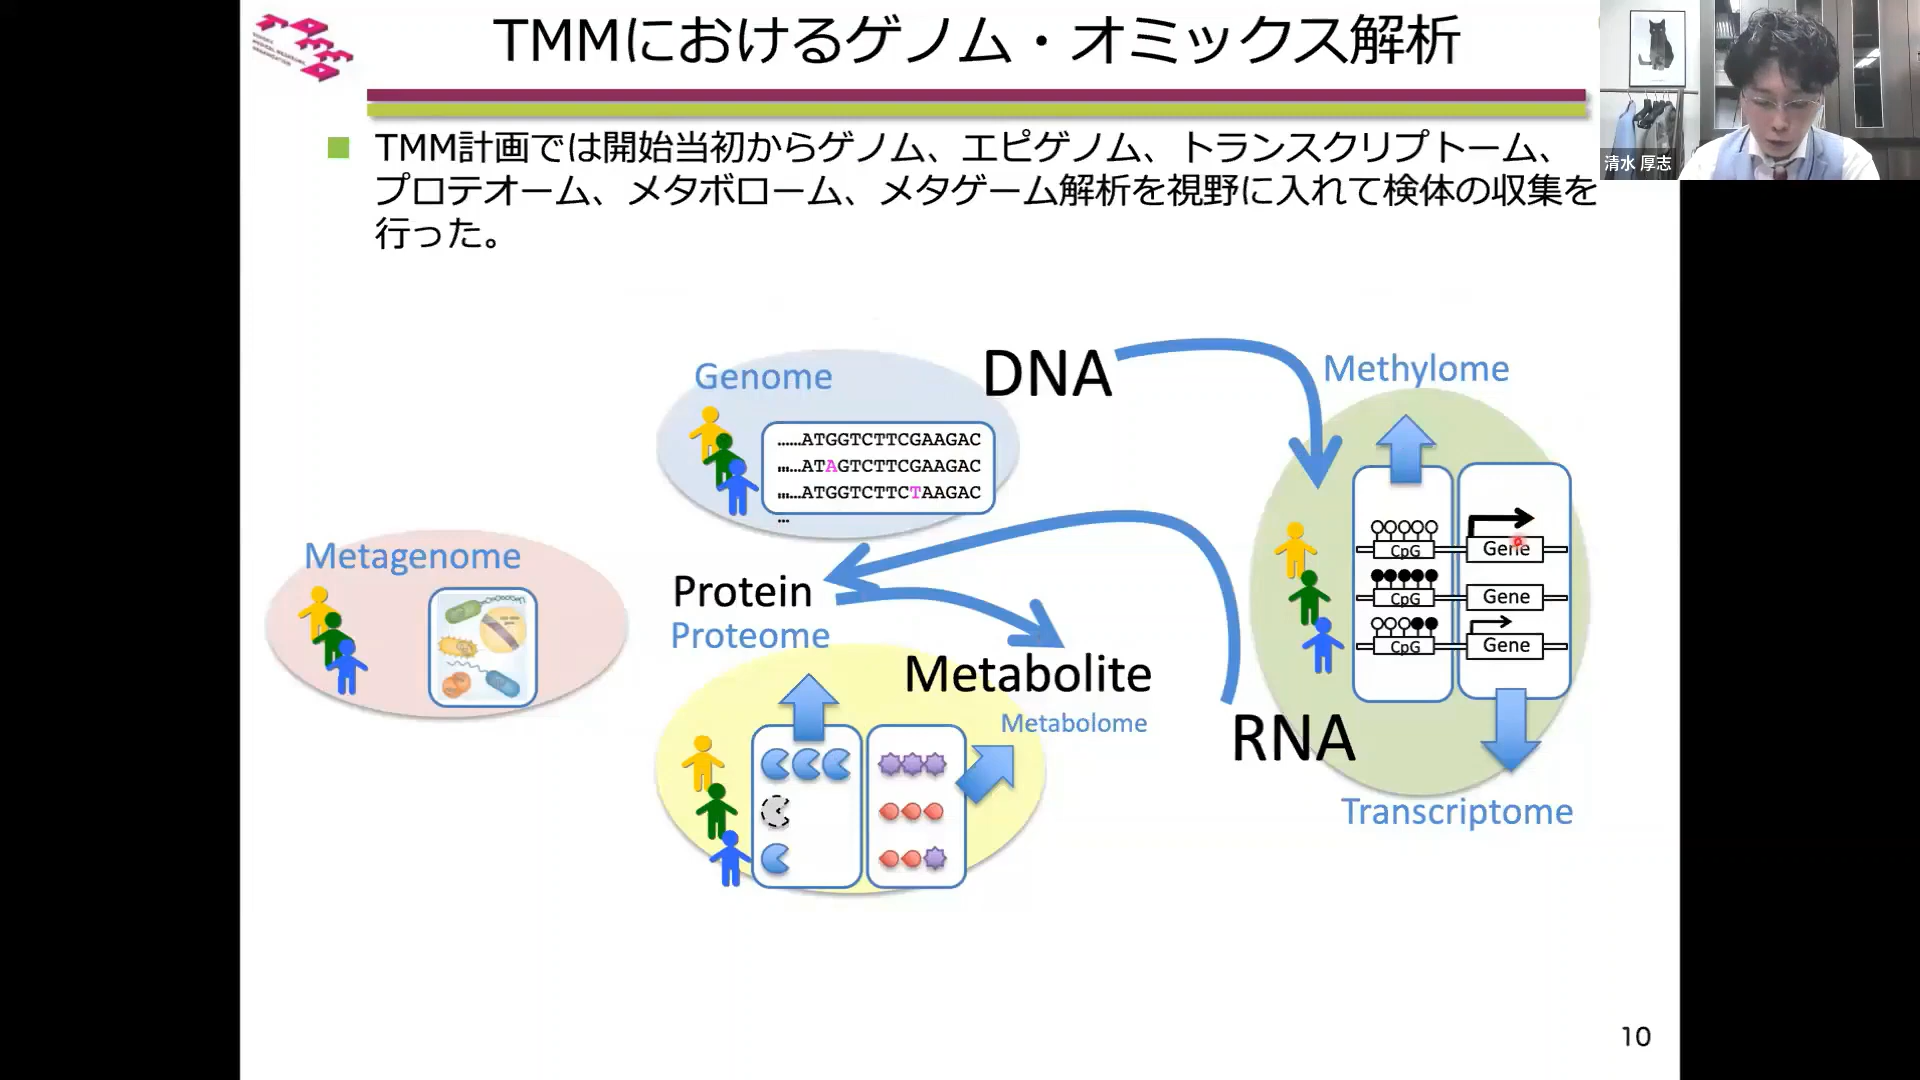 TMMにおけるゲノム・オミックス解析
清水 厚志
TMM計画では開始当初からゲノム、エピゲノム、トランスクリプトーム、
プロテオーム、メタボローム、メタゲーム解析を視野に入れて検体の収集を
行った。
Genome
DNA
Methylome
……ATGGTCTTCGAAGAC
……ATAGTCTTCGAAGAC
……ATGGTCTTCTAAGAC
…
CpG Gene
CpG Gene
CpG Gene
Metagenome
Protein
Proteome
Metabolite
Metabolome
RNA
Transcriptome
10